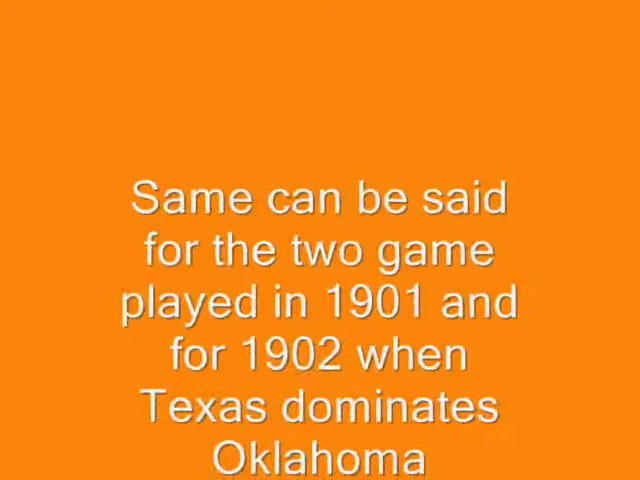 Same can be said
for the two game
played in 1901 and
for 1902 when
Texas dominates
Oklahoma